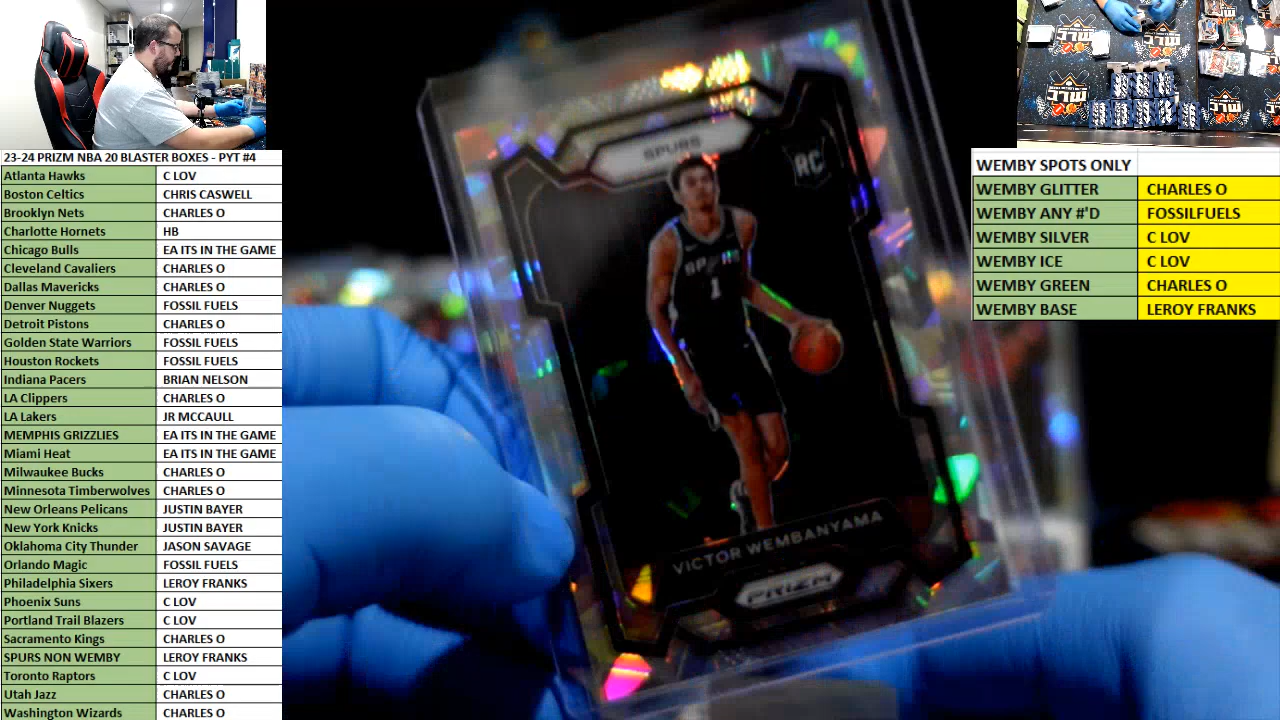 23-24 PRIZM NBA 20 BLASTER BOXES - PYT #4
Atlanta Hawks C LOV
Boston Celtics CHRIS CASWELL
Brooklyn Nets CHARLES O
Charlotte Hornets HB
Chicago Bulls EA ITS IN THE GAME
Cleveland Cavaliers CHARLES O
Dallas Mavericks CHARLES O
Denver Nuggets FOSSIL FUELS
Detroit Pistons CHARLES O
Golden State Warriors FOSSIL FUELS
Houston Rockets FOSSIL FUELS
Indiana Pacers BRIAN NELSON
LA Clippers CHARLES O
LA Lakers JR MCCAULL
MEMPHIS GRIZZLIES EA ITS IN THE GAME
Miami Heat EA ITS IN THE GAME
Milwaukee Bucks CHARLES O
Minnesota Timberwolves CHARLES O
New Orleans Pelicans JUSTIN BAYER
New York Knicks JUSTIN BAYER
Oklahoma City Thunder JASON SAVAGE
Orlando Magic FOSSIL FUELS
Philadelphia Sixers LEROY FRANKS
Phoenix Suns C LOV
Portland Trail Blazers C LOV
Sacramento Kings CHARLES O
SPURS NON WEMBY LEROY FRANKS
Toronto Raptors C LOV
Utah Jazz CHARLES O
Washington Wizards CHARLES O
SPURS
RC
SPURS
1
VICTOR WEMBANYAMA
PRIZM
MLC
MLC
MLC
MLC
WEMBY SPOTS ONLY
WEMBY GLITTER CHARLES O
WEMBY ANY #'D FOSSILFUELS
WEMBY SILVER C LOV
WEMBY ICE C LOV
WEMBY GREEN CHARLES O
WEMBY BASE LEROY FRANKS